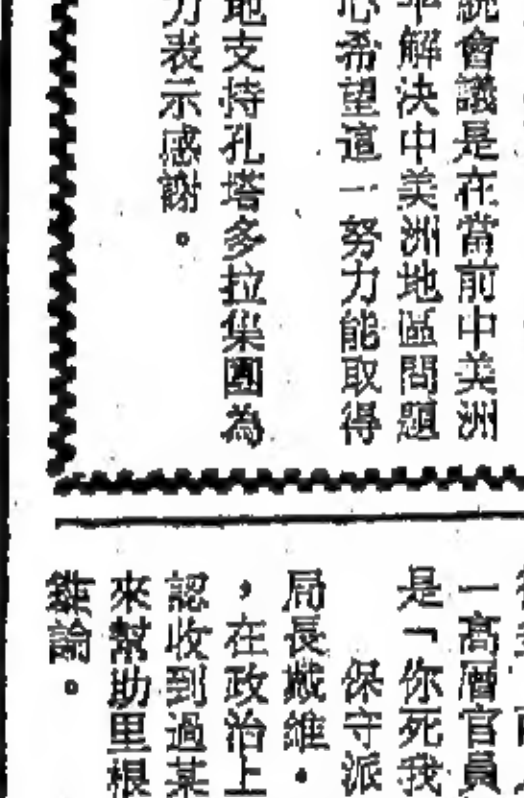 統會議是在當前中美洲
平解決中美洲地區問題
心希望這一努力能取得
地支持孔塔多拉集團為
力表示感謝。
一高層官員
是「你死我
保守派
局長戴維·
，在政治上
認收到過某
來幫助里根
謬論。